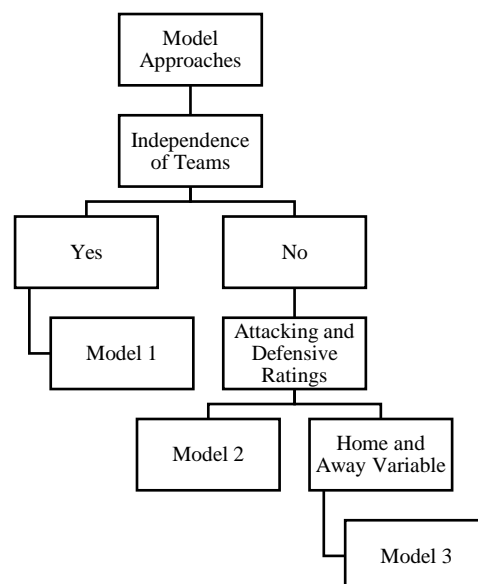 Model
Approaches
Independence
of Teams
Yes
No
Model 1
Attacking and
Defensive
Ratings
Model 2
Home and
Away Variable
Model 3